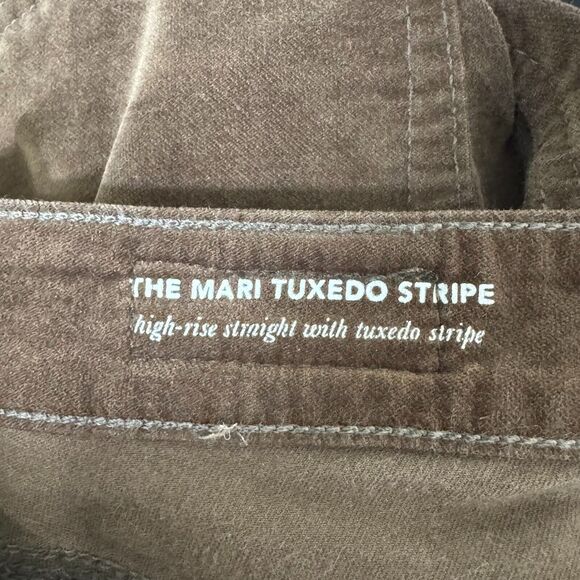 THE MARI TUXEDO STRIPE
high-rise straight with tuxedo stripe